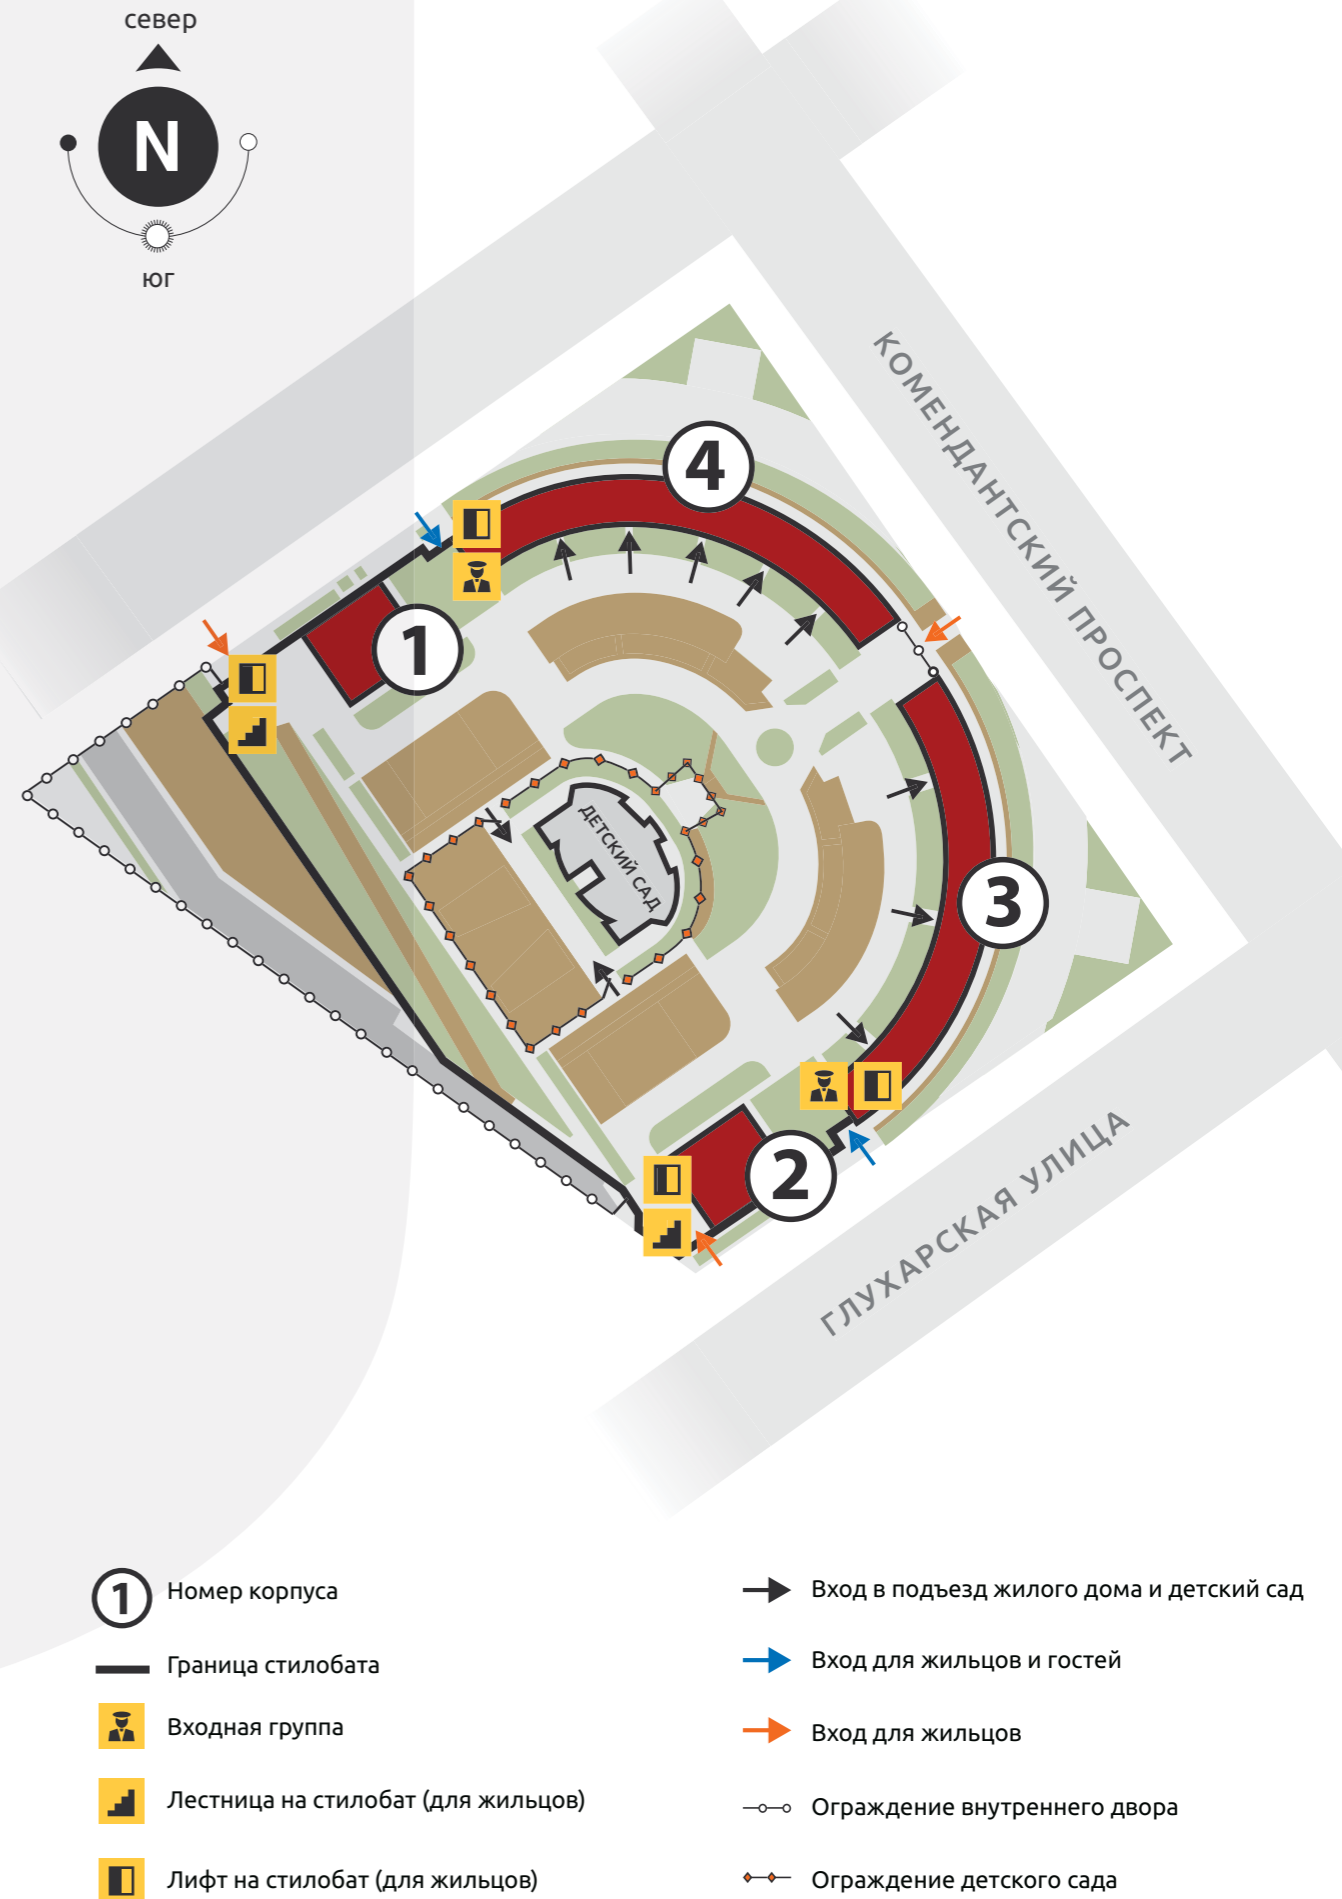 север
N
юг
КОМЕНДАНТСКИЙ ПРОСПЕКТ
4
1
ДЕТСКИЙ САД
3
2
ГЛУХАРСКАЯ УЛИЦА
1 Номер корпуса
Граница стилобата
Входная группа
Лестница на стилобат (для жильцов)
Лифт на стилобат (для жильцов)
Вход в подъезд жилого дома и детский сад
Вход для жильцов и гостей
Вход для жильцов
Ограждение внутреннего двора
Ограждение детского сада